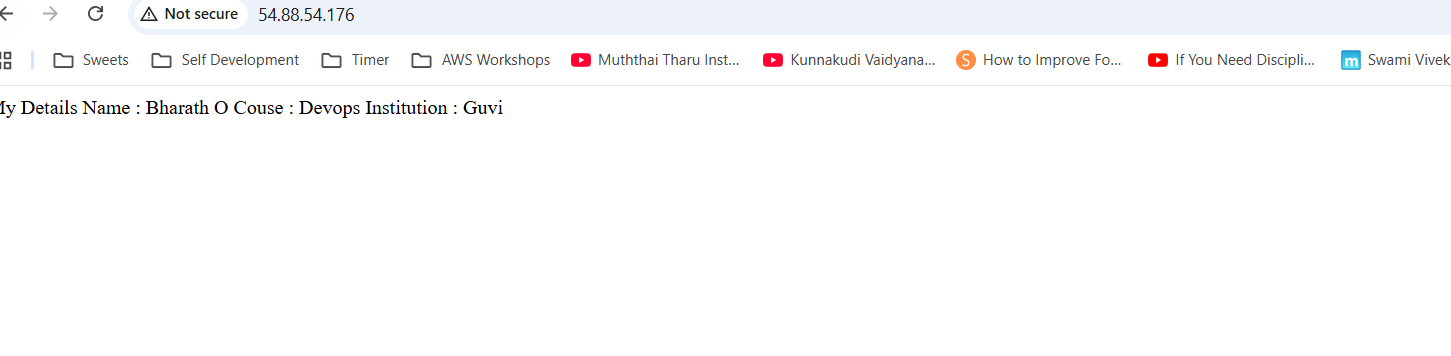 Not secure 54.88.54.176
Sweets Self Development Timer AWS Workshops Muththai Tharu Inst... Kunnakudi Vaidyana... S How to Improve Fo... If You Need Discipli... m Swami Vivek
My Details Name : Bharath O Couse : Devops Institution : Guvi